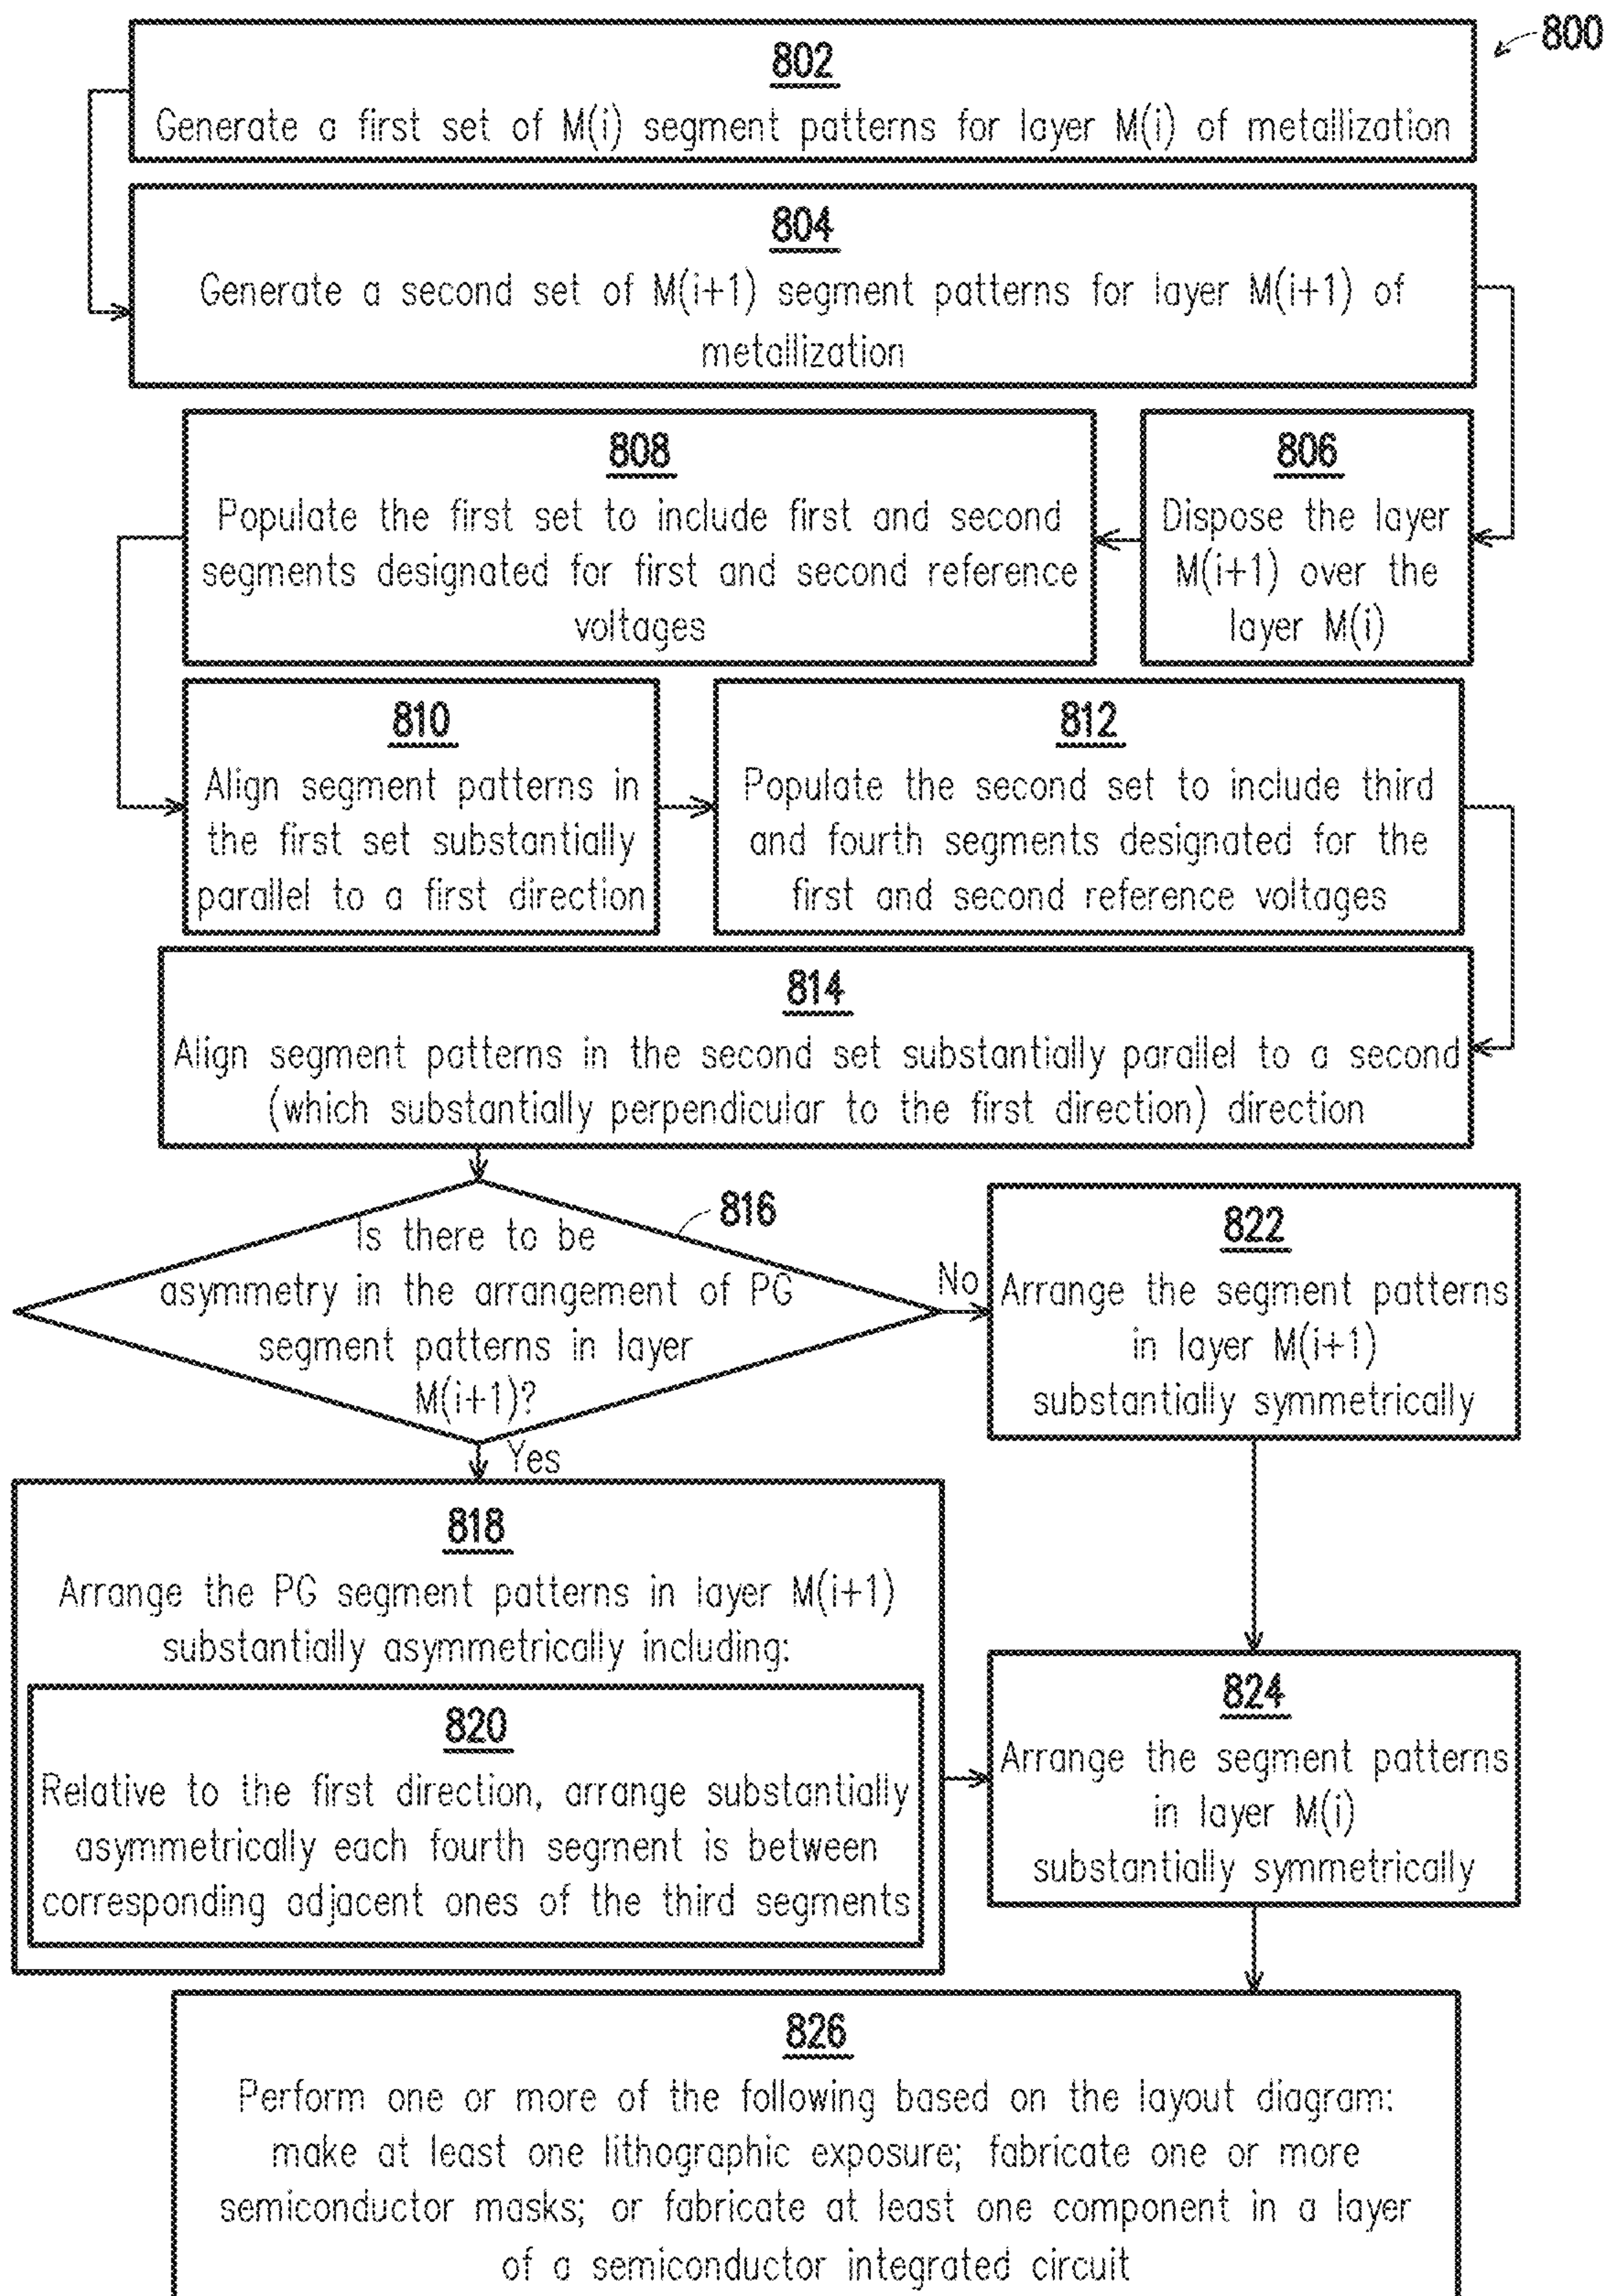 800
802
Generate a first set of M(i) segment patterns for layer M(i) of metallization
804
Generate a second set of M(i+1) segment patterns for layer M(i+1) of
metallization
806
Dispose the layer
M(i+1) over the
layer M(i)
808
Populate the first set to include first and second
segments designated for first and second reference
voltages
810
Align segment patterns in
the first set substantially
parallel to a first direction
812
Populate the second set to include third
and fourth segments designated for the
first and second reference voltages
814
Align segment patterns in the second set substantially parallel to a second
(which substantially perpendicular to the first direction) direction
816
Is there to be
asymmetry in the arrangement of PG
segment patterns in layer
M(i+1)?
No
Yes
822
Arrange the segment patterns
in layer M(i+1)
substantially symmetrically
818
Arrange the PG segment patterns in layer M(i+1)
substantially asymmetrically including:
820
Relative to the first direction, arrange substantially
asymmetrically each fourth segment is between
corresponding adjacent ones of the third segments
824
Arrange the segment patterns
in layer M(i)
substantially symmetrically
826
Perform one or more of the following based on the layout diagram:
make at least one lithographic exposure; fabricate one or more
semiconductor masks; or fabricate at least one component in a layer
of a semiconductor integrated circuit